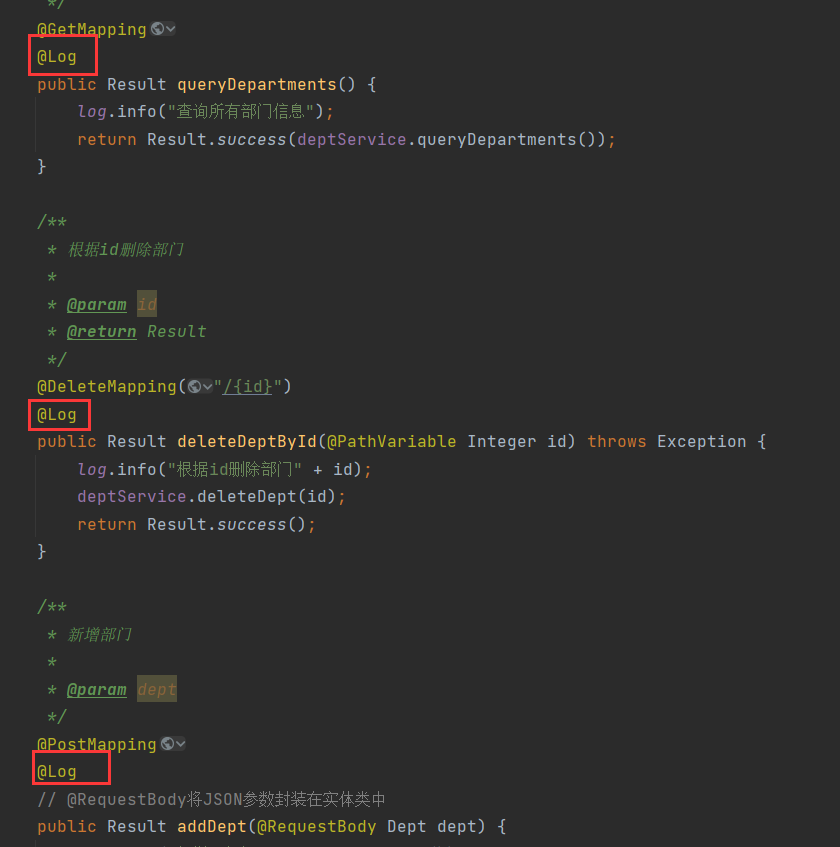 */
@GetMapping
@Log
public Result queryDepartments() {
log.info("查询所有部门信息");
return Result.success(deptService.queryDepartments());
}
/**
* 根据id删除部门
*
* @param id
* @return Result
*/
@DeleteMapping("/{id}")
@Log
public Result deleteDeptById(@PathVariable Integer id) throws Exception {
log.info("根据id删除部门" + id);
deptService.deleteDept(id);
return Result.success();
}
/**
* 新增部门
*
* @param dept
*/
@PostMapping
@Log
// @RequestBody将JSON参数封装在实体类中
public Result addDept(@RequestBody Dept dept) {